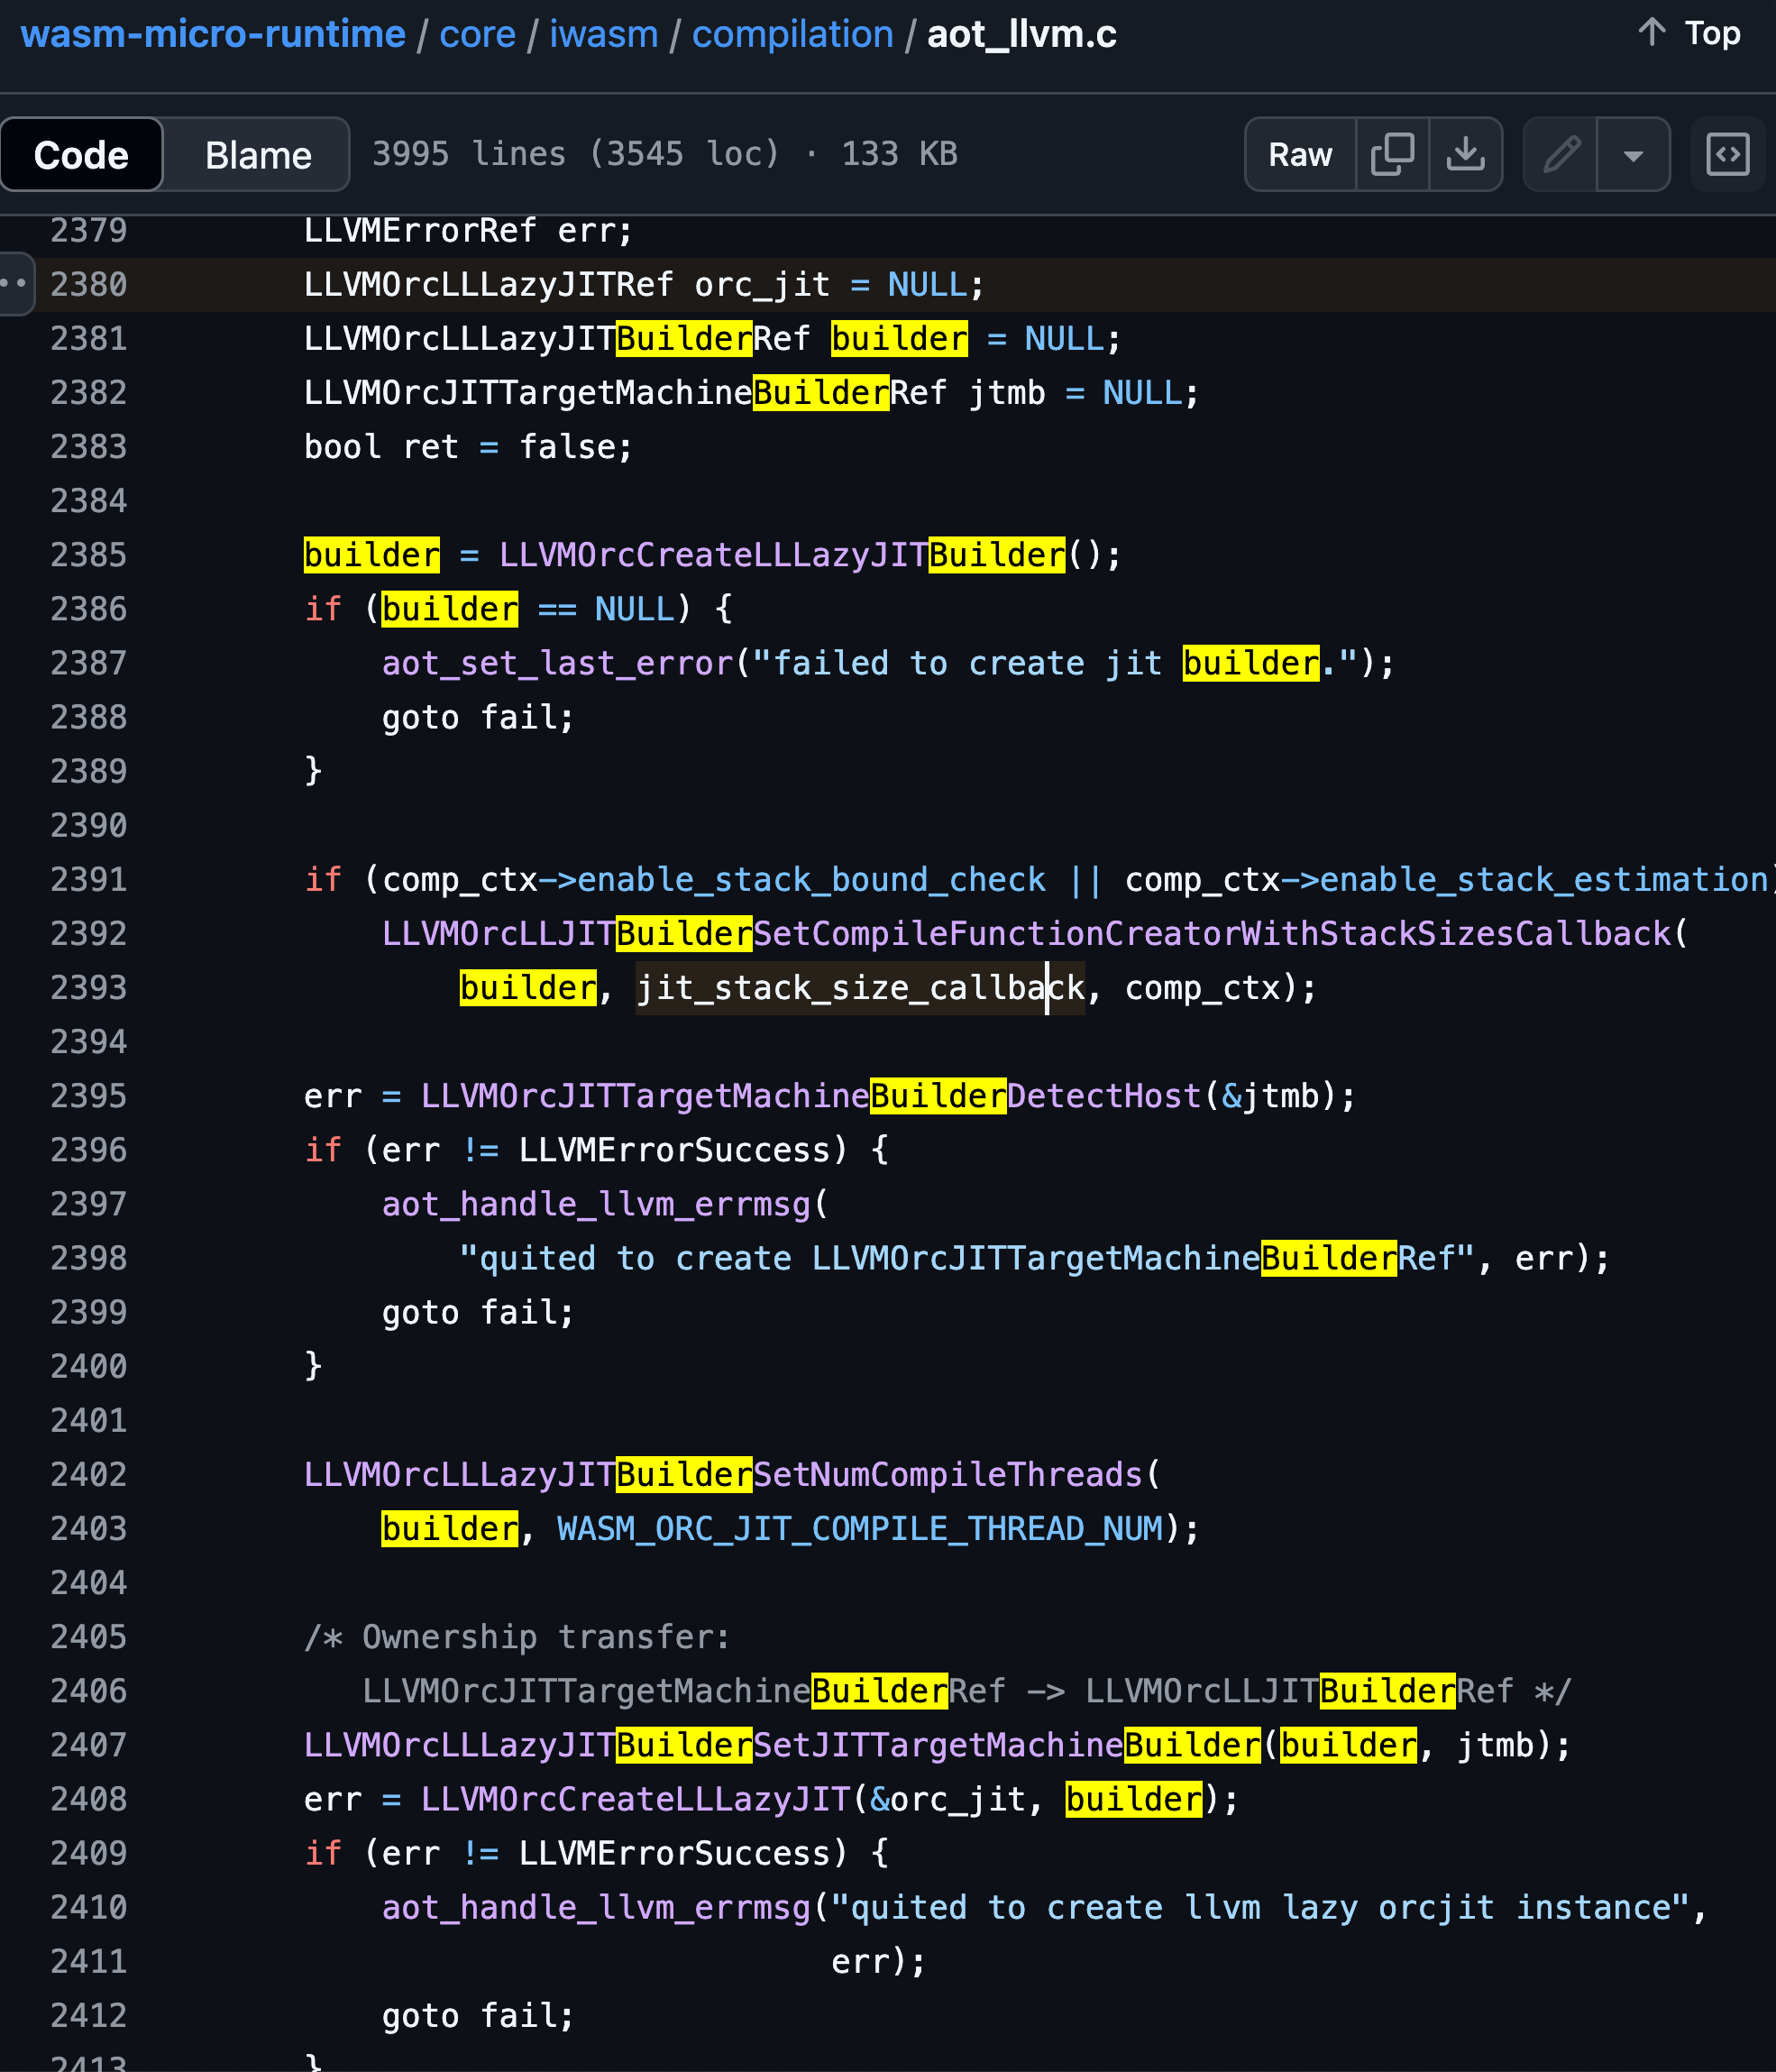 wasm-micro-runtime / core / iwasm / compilation / aot_llvm.c
Top
Code Blame 3995 lines (3545 loc) · 133 KB Raw
2379 LLVMErrorRef err;
2380 LLVMOrcLLLazyJITRef orc_jit = NULL;
2381 LLVMOrcLLLazyJITBuilderRef builder = NULL;
2382 LLVMOrcJITTargetMachineBuilderRef jtmb = NULL;
2383 bool ret = false;
2384
2385 builder = LLVMOrcCreateLLLazyJITBuilder();
2386 if (builder == NULL) {
2387 aot_set_last_error("failed to create jit builder.");
2388 goto fail;
2389 }
2390
2391 if (comp_ctx->enable_stack_bound_check || comp_ctx->enable_stack_estimation)
2392 LLVMOrcLLJITBuilderSetCompileFunctionCreatorWithStackSizesCallback(
2393 builder, jit_stack_size_callback, comp_ctx);
2394
2395 err = LLVMOrcJITTargetMachineBuilderDetectHost(&jtmb);
2396 if (err != LLVMErrorSuccess) {
2397 aot_handle_llvm_errmsg(
2398 "quited to create LLVMOrcJITTargetMachineBuilderRef", err);
2399 goto fail;
2400 }
2401
2402 LLVMOrcLLLazyJITBuilderSetNumCompileThreads(
2403 builder, WASM_ORC_JIT_COMPILE_THREAD_NUM);
2404
2405 /* Ownership transfer:
2406 LLVMOrcJITTargetMachineBuilderRef -> LLVMOrcLLJITBuilderRef */
2407 LLVMOrcLLLazyJITBuilderSetJITTargetMachineBuilder(builder, jtmb);
2408 err = LLVMOrcCreateLLLazyJIT(&orc_jit, builder);
2409 if (err != LLVMErrorSuccess) {
2410 aot_handle_llvm_errmsg("quited to create llvm lazy orcjit instance",
2411 err);
2412 goto fail;
2413 }